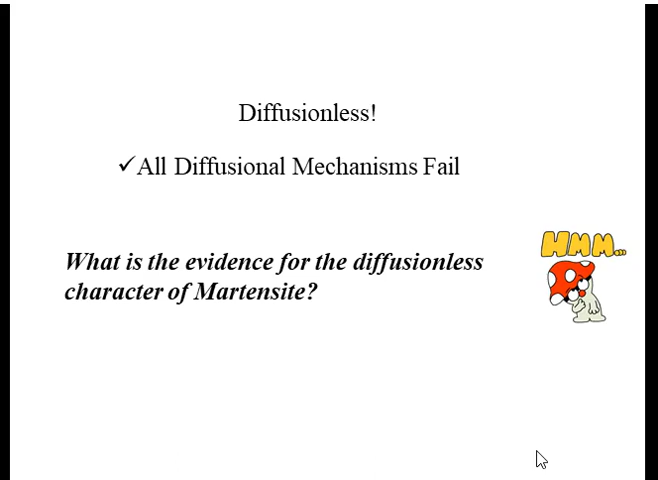 Diffusionless!
✓All Diffusional Mechanisms Fail
What is the evidence for the diffusionless
character of Martensite?
HMM...